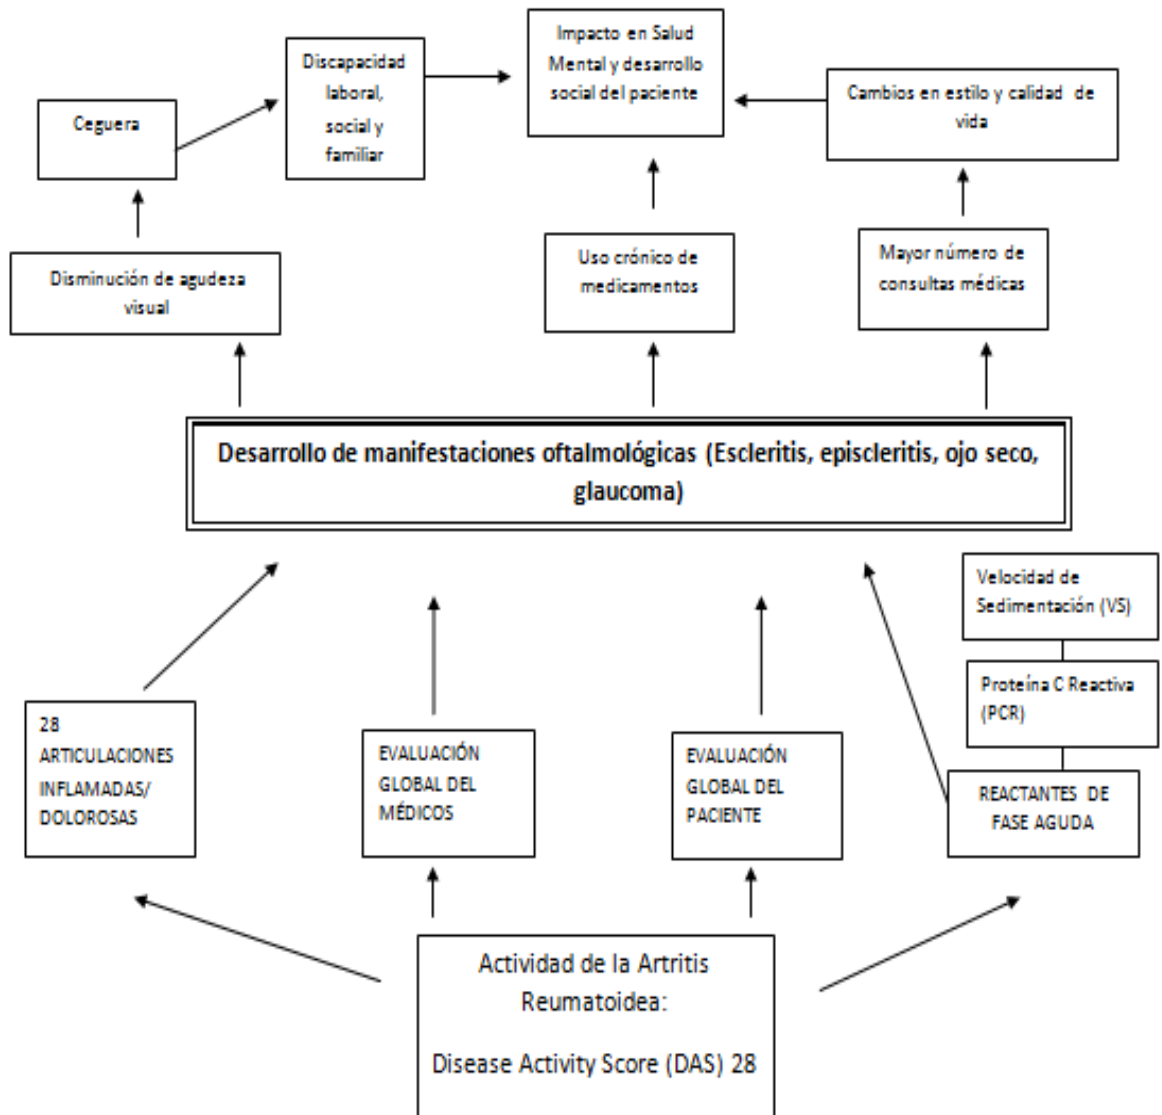 Impacto en Salud
Mental y desarrollo
social del paciente
Discapacidad
laboral,
social y
familiar
Cambios en estilo y calidad de
vida
Ceguera
Disminución de agudeza
visual
Uso crónico de
medicamentos
Mayor número de
consultas médicas
Desarrollo de manifestaciones oftalmológicas (Escleritis, episcleritis, ojo seco,
glaucoma)
Velocidad de
Sedimentación (VS)
Proteína C Reactiva
(PCR)
28
ARTICULACIONES
INFLAMADAS/
DOLOROSAS
EVALUACIÓN
GLOBAL DEL
MÉDICOS
EVALUACIÓN
GLOBAL DEL
PACIENTE
REACTANTES DE
FASE AGUDA
Actividad de la Artritis
Reumatoidea:
Disease Activity Score (DAS) 28